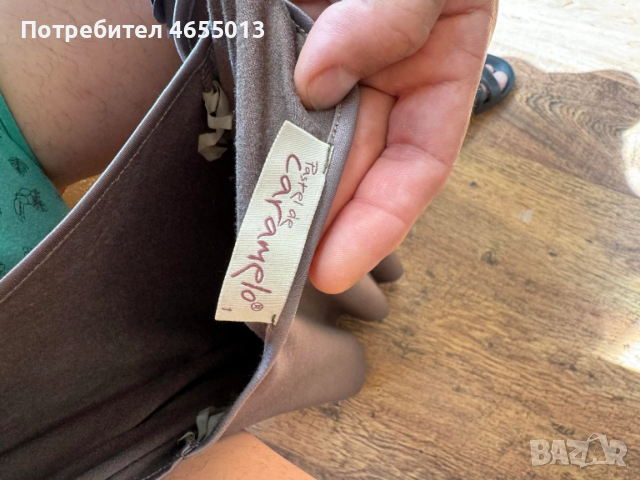 Потребител 4655013
Pastel de
caramelo®
BAZAR